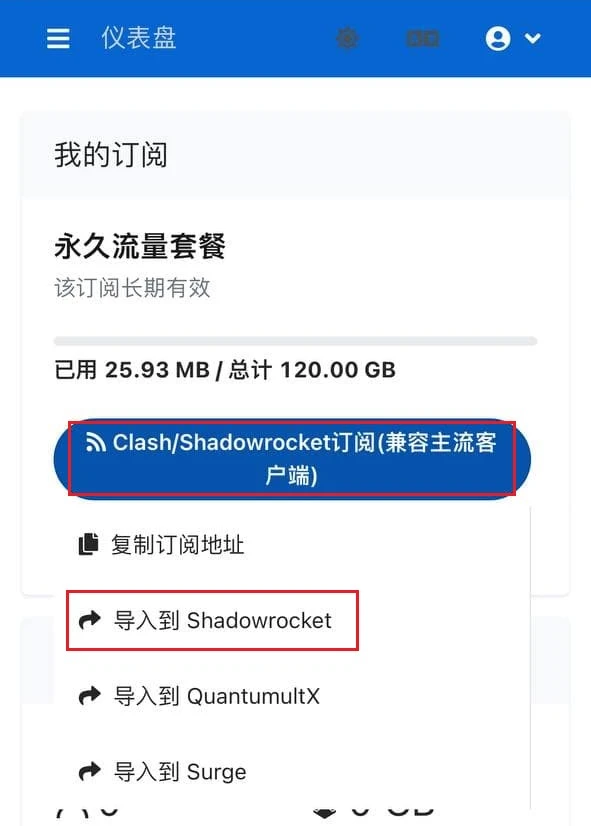 仪表盘
我的订阅
永久流量套餐
该订阅长期有效
已用 25.93 MB / 总计 120.00 GB
Clash/Shadowrocket订阅(兼容主流客
户端)
复制订阅地址
导入到 Shadowrocket
导入到 QuantumultX
导入到 Surge